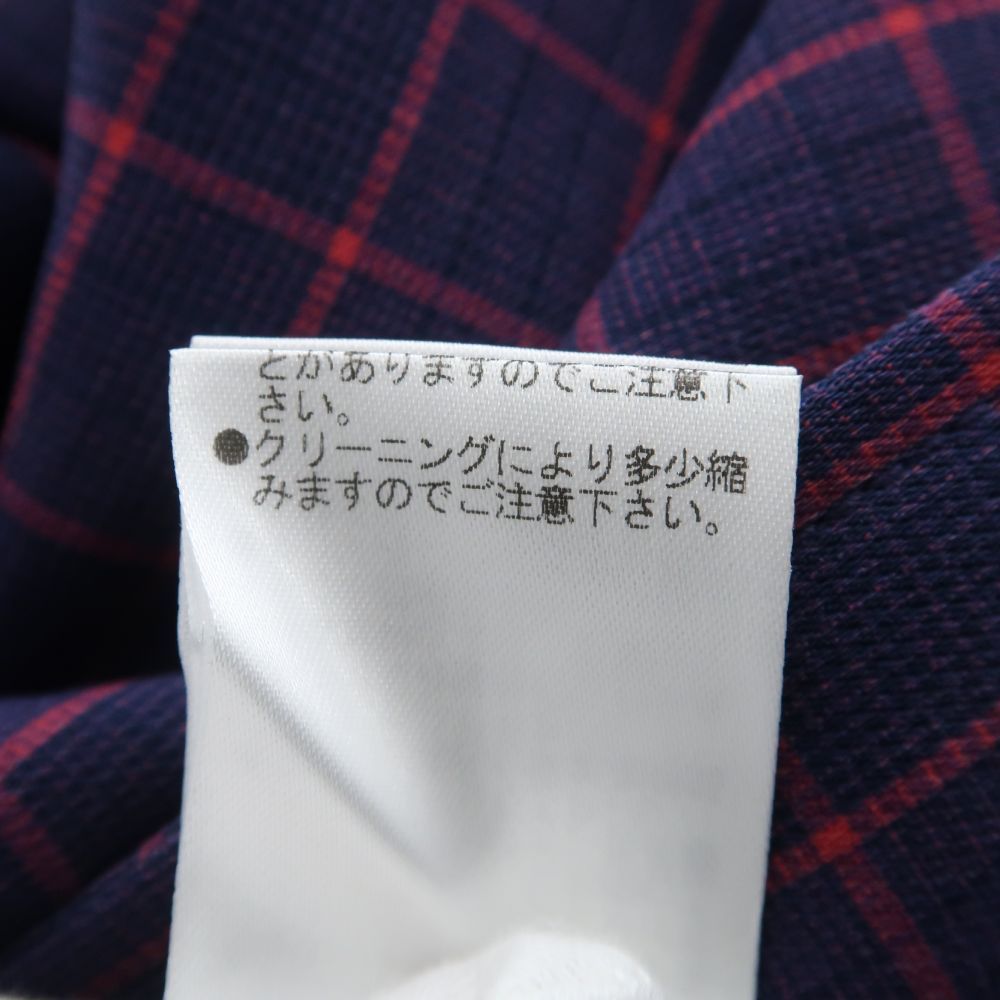 とがありますのでご注意下
さい。
●クリーニングにより多少縮
みますのでご注意下さい。